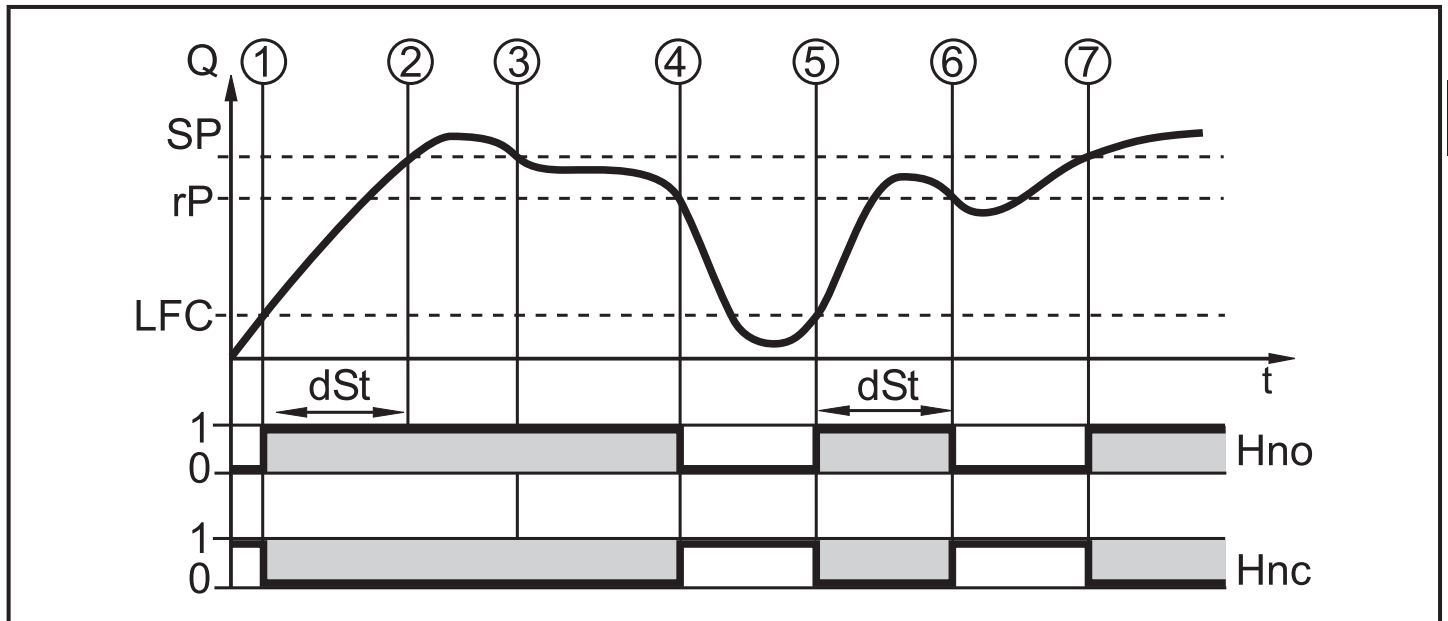 Q ① ② ③ ④ ⑤ ⑥ ⑦
SP
rP
LFC
t
dSt dSt
1
0
Hno
1
0
Hnc